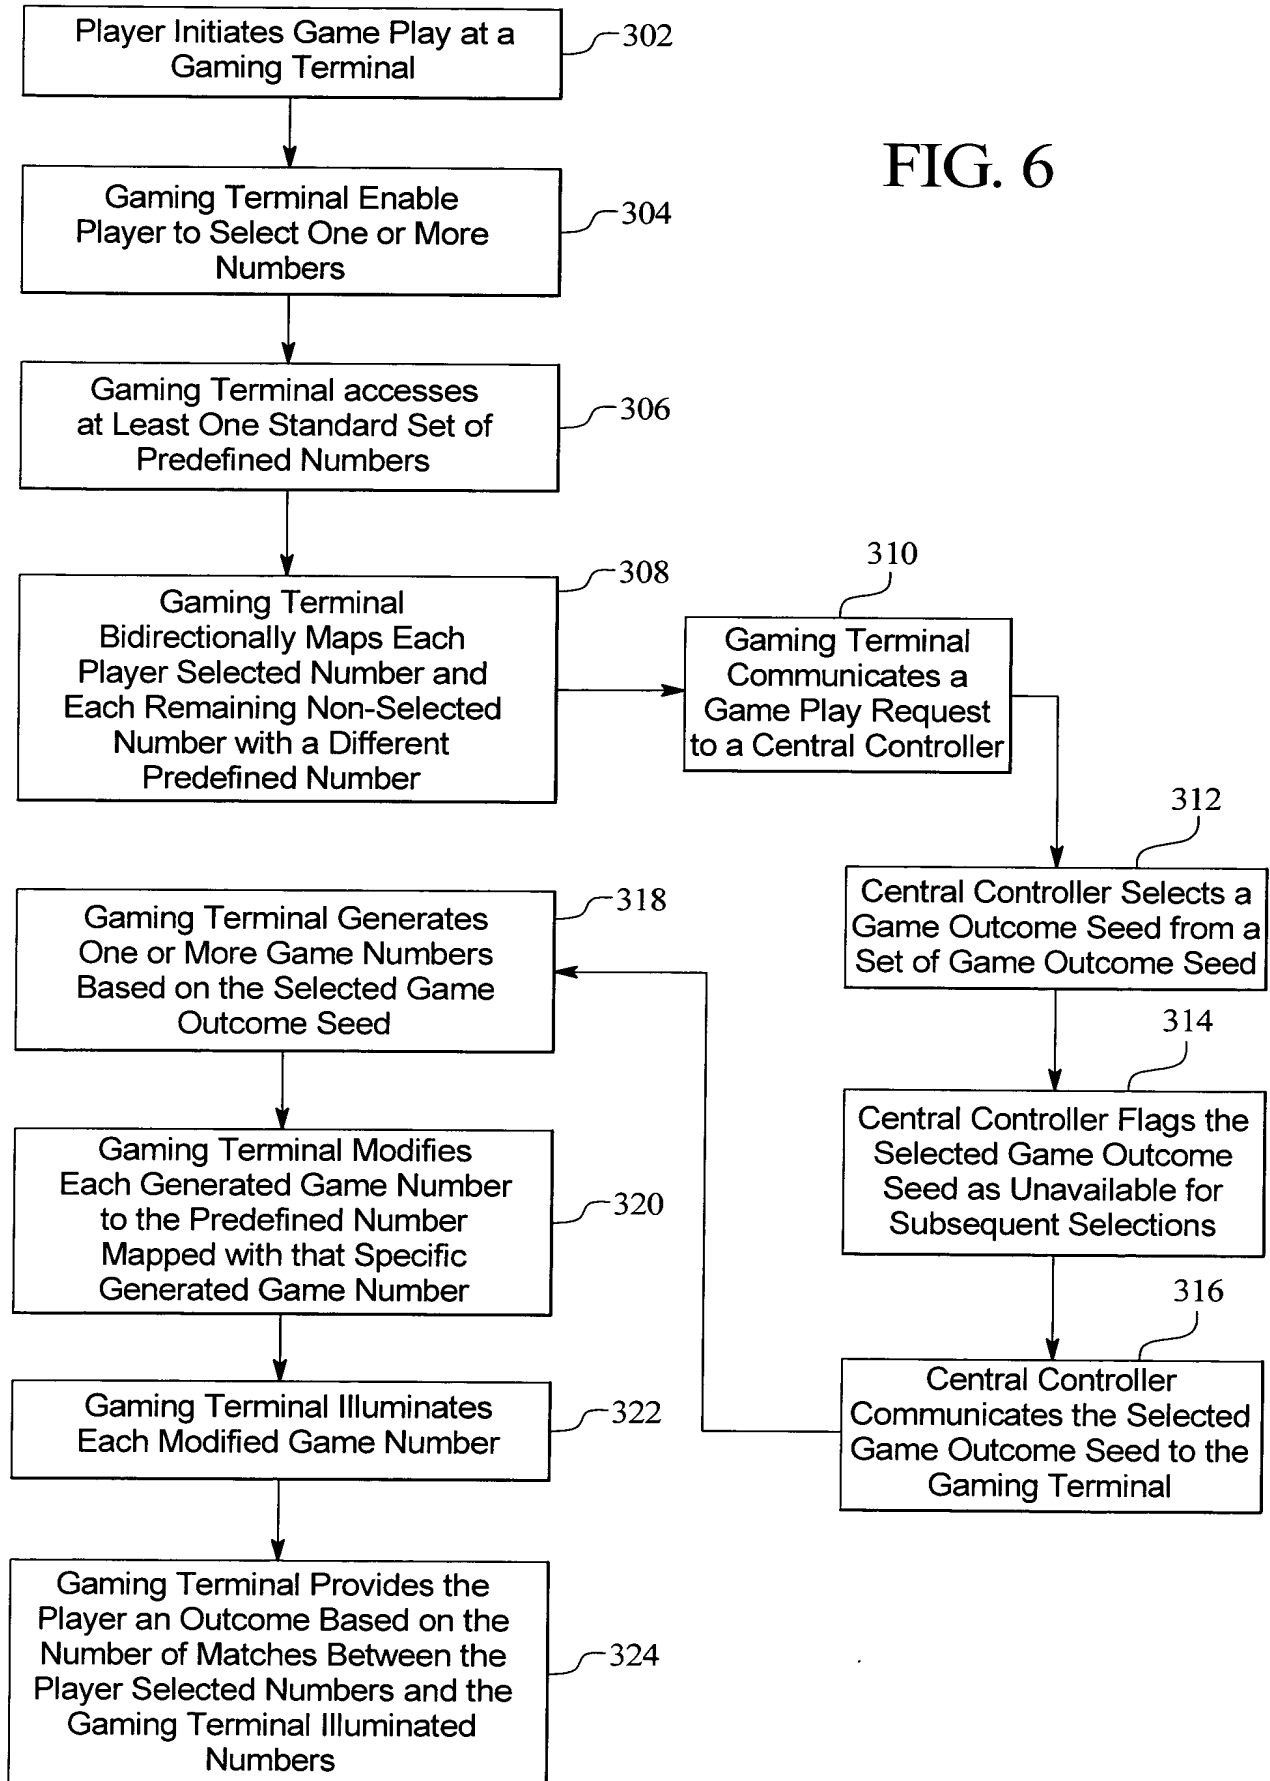 Player Initiates Game Play at a
Gaming Terminal
302
FIG. 6
Gaming Terminal Enable
Player to Select One or More
Numbers
304
Gaming Terminal accesses
at Least One Standard Set of
Predefined Numbers
306
Gaming Terminal
Bidirectionally Maps Each
Player Selected Number and
Each Remaining Non-Selected
Number with a Different
Predefined Number
308
310
Gaming Terminal
Communicates a
Game Play Request
to a Central Controller
312
Central Controller Selects a
Game Outcome Seed from a
Set of Game Outcome Seed
314
Central Controller Flags the
Selected Game Outcome
Seed as Unavailable for
Subsequent Selections
316
Central Controller
Communicates the Selected
Game Outcome Seed to the
Gaming Terminal
Gaming Terminal Generates
One or More Game Numbers
Based on the Selected Game
Outcome Seed
318
Gaming Terminal Modifies
Each Generated Game Number
to the Predefined Number
Mapped with that Specific
Generated Game Number
320
Gaming Terminal Illuminates
Each Modified Game Number
322
Gaming Terminal Provides the
Player an Outcome Based on the
Number of Matches Between the
Player Selected Numbers and the
Gaming Terminal Illuminated
Numbers
324